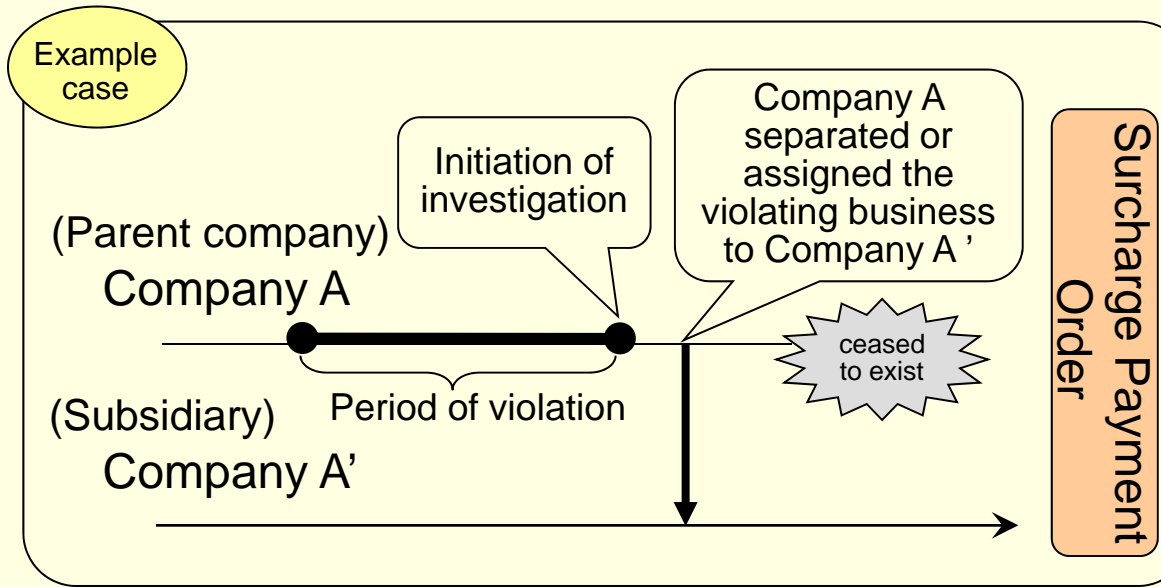 Example
case
Initiation of
investigation
Company A
separated or
assigned the
violating business
to Company A ’
(Parent company)
Company A
ceased
to exist
Period of violation
(Subsidiary)
Company A’
Surcharge Payment
Order